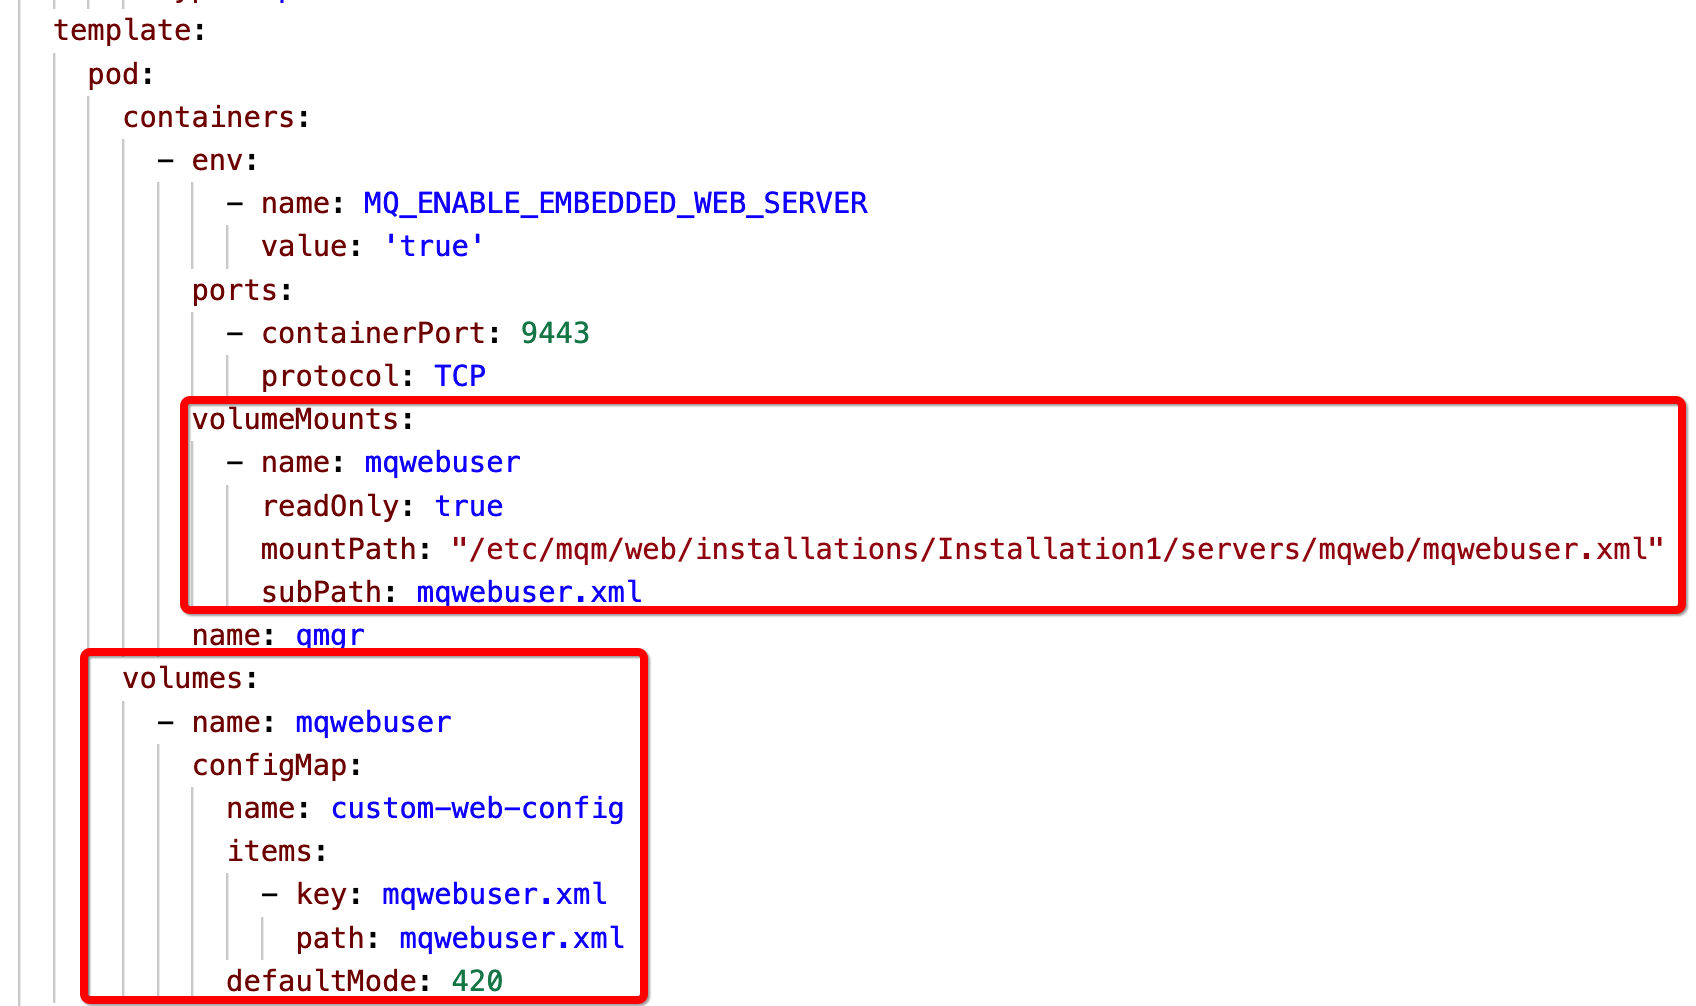 template:
pod:
containers:
- env:
- name: MQ_ENABLE_EMBEDDED_WEB_SERVER
value: 'true'
ports:
- containerPort: 9443
protocol: TCP
volumeMounts:
- name: mqwebuser
readOnly: true
mountPath: "/etc/mqm/web/installations/Installation1/servers/mqweb/mqwebuser.xml"
subPath: mqwebuser.xml
name: qmgr
volumes:
- name: mqwebuser
configMap:
name: custom-web-config
items:
- key: mqwebuser.xml
path: mqwebuser.xml
defaultMode: 420